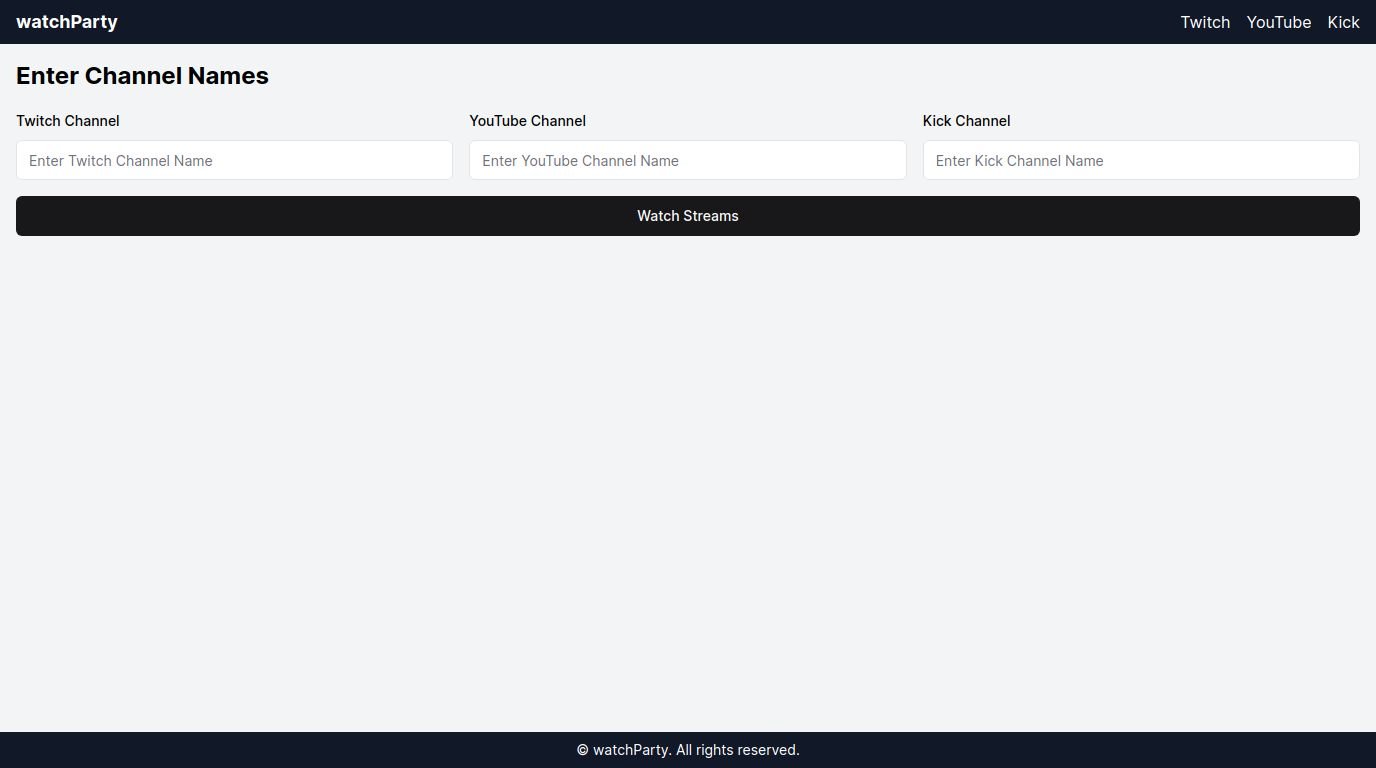 watchParty
Twitch YouTube Kick
Enter Channel Names
Twitch Channel
Enter Twitch Channel Name
YouTube Channel
Enter YouTube Channel Name
Kick Channel
Enter Kick Channel Name
Watch Streams
© watchParty. All rights reserved.